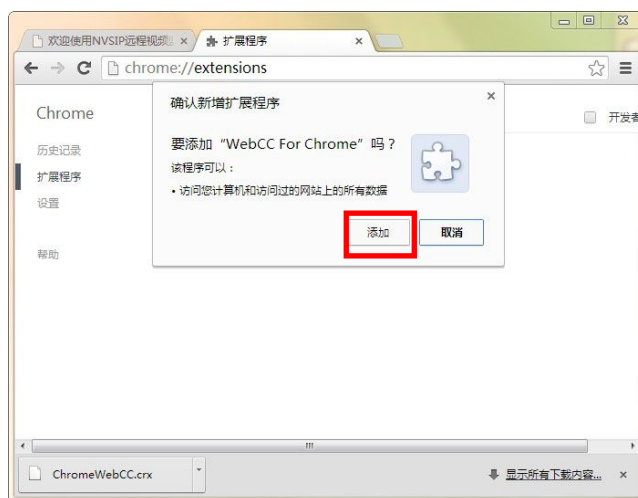 欢迎使用NVSIP远程视频
扩展程序
chrome://extensions
Chrome
历史记录
扩展程序
设置
帮助
确认新增扩展程序
要添加“WebCC For Chrome”吗？
该程序可以：
• 访问您计算机和访问过的网站上的所有数据
添加
取消
开发者
ChromeWebCC.crx
显示所有下载内容...